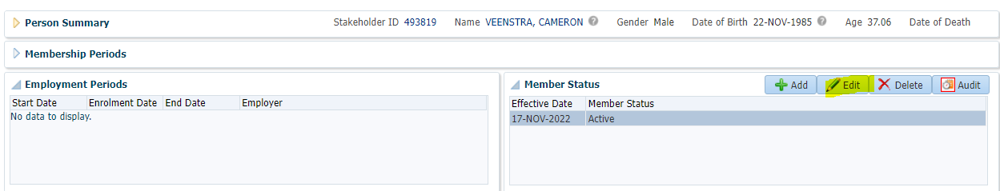 Person Summary Stakeholder ID 493819 Name VEENSTRA, CAMERON Gender Male Date of Birth 22-NOV-1985 Age 37.06 Date of Death
Membership Periods
Employment Periods
Start Date Enrolment Date End Date Employer
No data to display.
Member Status Add Edit Delete Audit
Effective Date Member Status
17-NOV-2022 Active